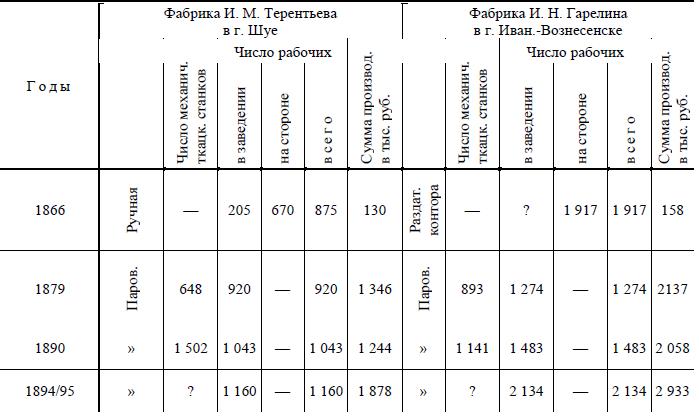 Фабрика И. М. Терентьева
в г. Шуе
Фабрика И. Н. Гарелина
в г. Иван.-Вознесенске
Годы
Число механич.
ткацк. станков
Число рабочих
в заведении
на стороне
всего
Сумма производ.
в тыс. руб.
Число механич.
ткацк. станков
Число рабочих
в заведении
на стороне
всего
Сумма производ.
в тыс. руб.
1866 Ручная — 205 670 875 130 Раздат. контора — ? 1 917 1 917 158
1879 Паров. 648 920 — 920 1 346 Паров. 893 1 274 — 1 274 2137
1890 » 1 502 1 043 — 1 043 1 244 » 1 141 1 483 — 1 483 2 058
1894/95 » ? 1 160 — 1 160 1 878 » ? 2 134 — 2 134 2 933